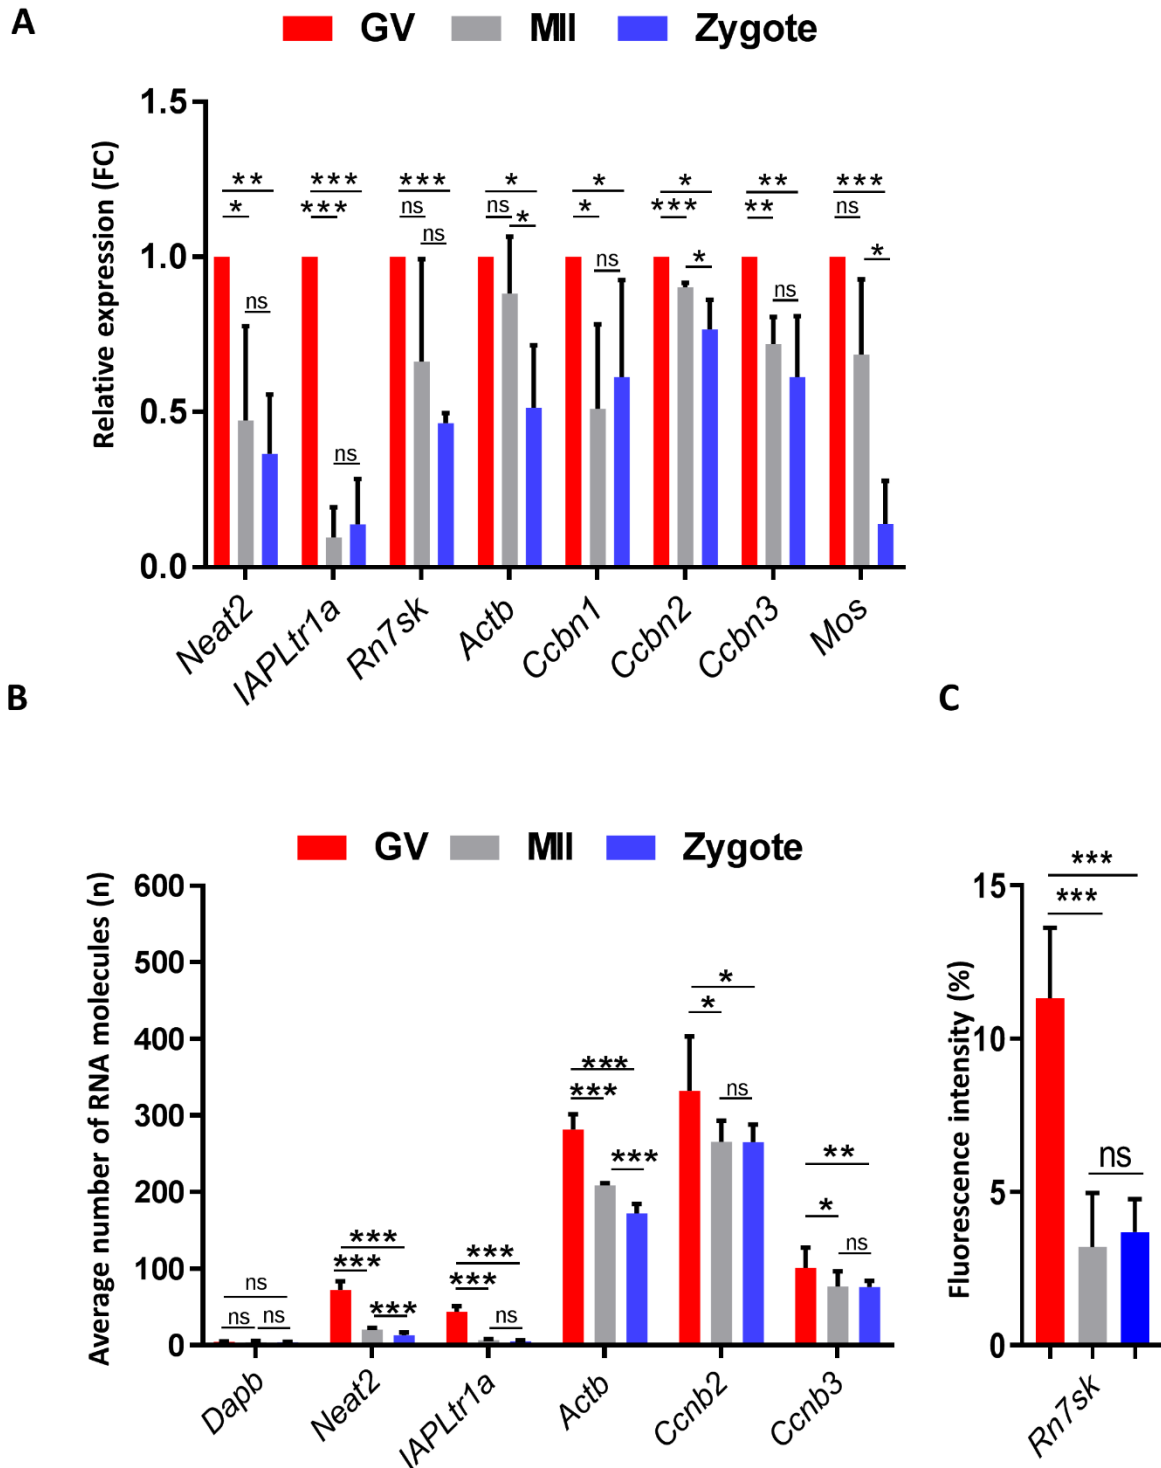 A
GV MII Zygote
Relative expression (FC)
1.5
1.0
0.5
0.0
** *** *** * * * ** ***
* *** ns ns * * *** ** ns
ns ns ns ns * ns *
Neat2 IAPLtr1a Rn7sk Actb Ccbn1 Ccbn2 Ccbn3 Mos
B
GV MII Zygote
Average number of RNA molecules (n)
600
500
400
300
200
100
0
ns *** *** *** * **
ns ns *** *** *** *** *** * ns * ns
ns
Dapb Neat2 IAPLtr1a Actb Ccnb2 Ccnb3
C
Fluorescence intensity (%)
15
10
5
0
***
***
ns
Rn7sk